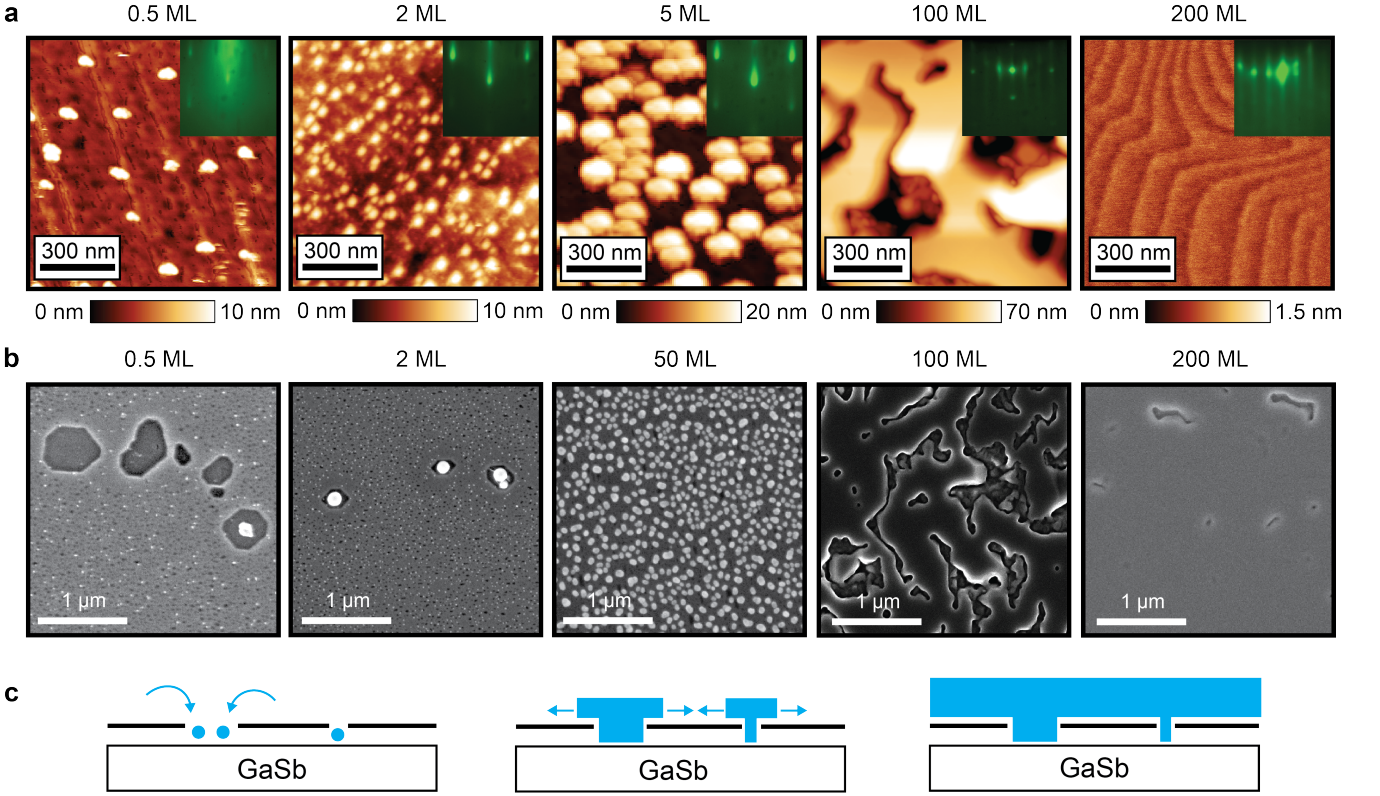 a
0.5 ML 2 ML 5 ML 100 ML 200 ML
300 nm 300 nm 300 nm 300 nm 300 nm
0 nm 10 nm 0 nm 10 nm 0 nm 20 nm 0 nm 70 nm 0 nm 1.5 nm
b
0.5 ML 2 ML 50 ML 100 ML 200 ML
1 μm 1 μm 1 μm 1 μm 1 μm
c
GaSb GaSb GaSb